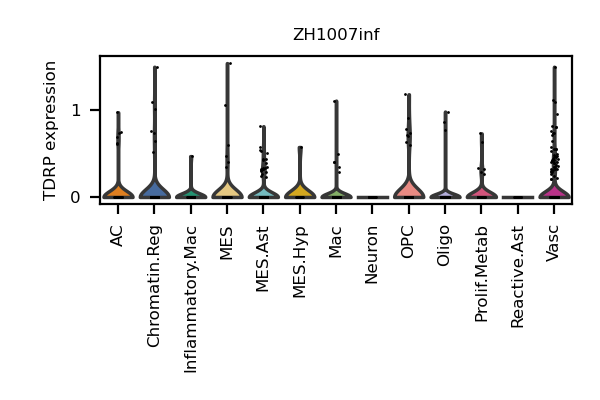 ZH1007inf
TDRP expression
1
0
AC
Chromatin.Reg
Inflammatory.Mac
MES
MES.Ast
MES.Hyp
Mac
Neuron
OPC
Oligo
Prolif.Metab
Reactive.Ast
Vasc